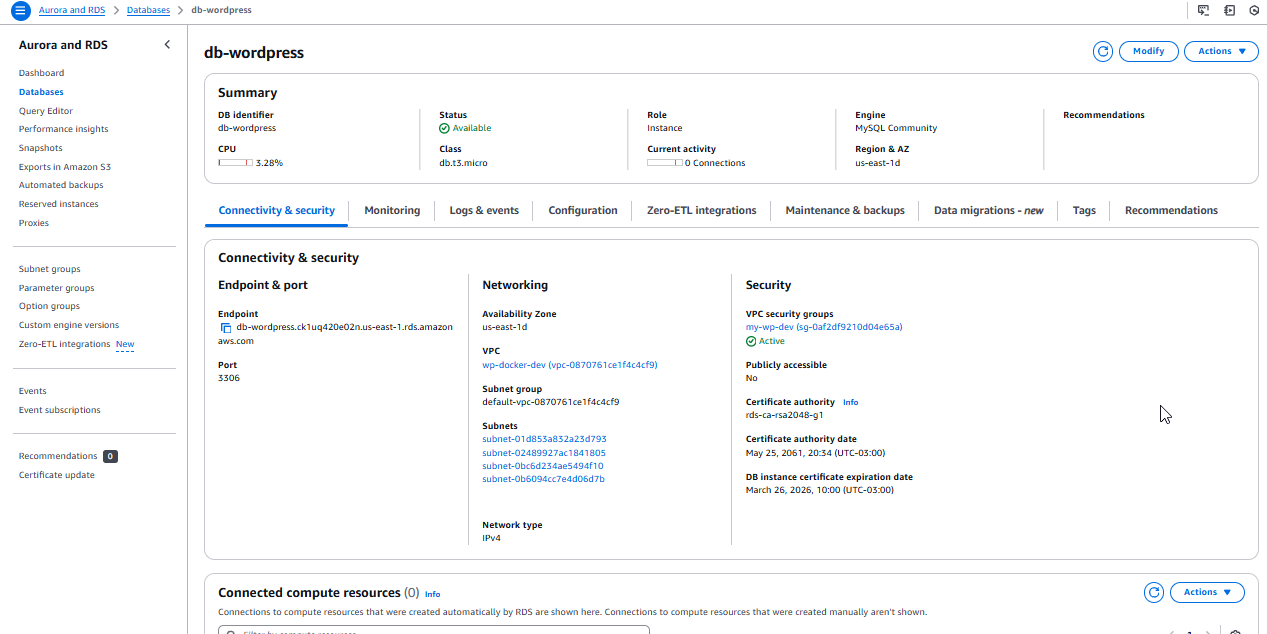 Aurora and RDS > Databases > db-wordpress
Aurora and RDS
Dashboard
Databases
Query Editor
Performance insights
Snapshots
Exports in Amazon S3
Automated backups
Reserved instances
Proxies
Subnet groups
Parameter groups
Option groups
Custom engine versions
Zero-ETL integrations New
Events
Event subscriptions
Recommendations 0
Certificate update
db-wordpress
Modify
Actions
Summary
DB identifier
db-wordpress
CPU
3.28%
Status
Available
Class
db.t3.micro
Role
Instance
Current activity
0 Connections
Engine
MySQL Community
Region & AZ
us-east-1d
Recommendations
Connectivity & security
Monitoring
Logs & events
Configuration
Zero-ETL integrations
Maintenance & backups
Data migrations - new
Tags
Recommendations
Connectivity & security
Endpoint & port
Endpoint
db-wordpress.ck1uq420e02n.us-east-1.rds.amazon
aws.com
Port
3306
Networking
Availability Zone
us-east-1d
VPC
wp-docker-dev (vpc-0870761ce1f4c4cf9)
Subnet group
default-vpc-0870761ce1f4c4cf9
Subnets
subnet-01d853a832a23d793
subnet-02489927ac1841805
subnet-0bc6d234ae5494f10
subnet-0b6094cc7e4d06d7b
Network type
IPv4
Security
VPC security groups
my-wp-dev (sg-0af2df9210d04e65a)
Active
Publicly accessible
No
Certificate authority Info
rds-ca-rsa2048-g1
Certificate authority date
May 25, 2061, 20:34 (UTC-03:00)
DB instance certificate expiration date
March 26, 2026, 10:00 (UTC-03:00)
Connected compute resources (0) Info
Actions
Connections to compute resources that were created automatically by RDS are shown here. Connections to compute resources that were created manually aren't shown.